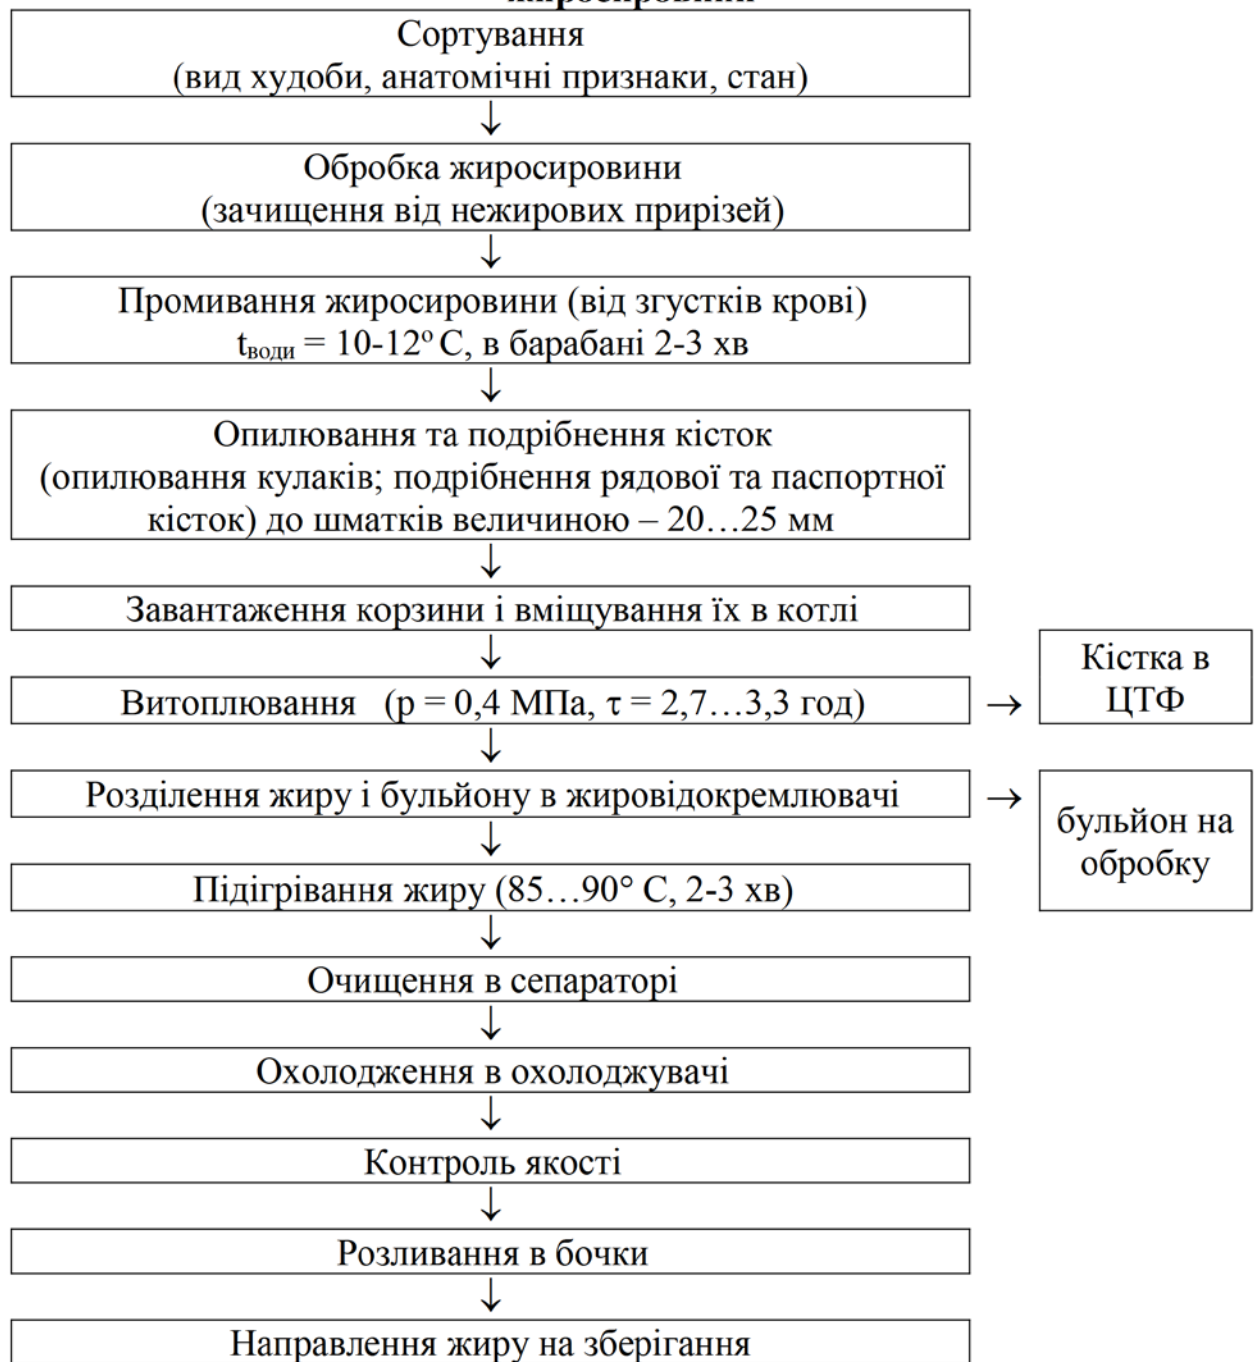 Сортування
(вид худоби, анатомічні признаки, стан)
↓
Обробка жиросировини
(зачищення від нежирових прирізей)
↓
Промивання жиросировини (від згустків крові)
tводи = 10-12º С, в барабані 2-3 хв
↓
Опилювання та подрібнення кісток
(опилювання кулаків; подрібнення рядової та паспортної
кісток) до шматків величиною – 20…25 мм
↓
Завантаження корзини і вміщування їх в котлі
↓
Витоплювання (р = 0,4 МПа, τ = 2,7…3,3 год)
→
Кістка в
ЦТФ
↓
Розділення жиру і бульйону в жировідокремлювачі
→
бульйон на
обробку
↓
Підігрівання жиру (85…90° С, 2-3 хв)
↓
Очищення в сепараторі
↓
Охолодження в охолоджувачі
↓
Контроль якості
↓
Розливання в бочки
↓
Направлення жиру на зберігання